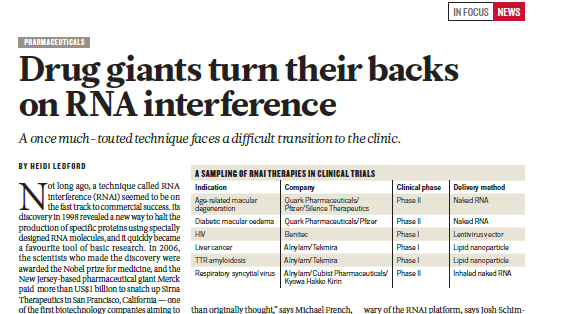 IN FOCUS NEWS
PHARMACEUTICALS
Drug giants turn their backs
on RNA interference
A once much-touted technique faces a difficult transition to the clinic.
BY HEIDI LEDFORD
Not long ago, a technique called RNA
interference (RNAi) seemed to be on
the fast track to commercial success. Its
discovery in 1998 revealed a new way to halt the
production of specific proteins using specially
designed RNA molecules, and it quickly became
a favourite tool of basic research. In 2006,
the scientists who made the discovery were
awarded the Nobel prize for medicine, and the
New Jersey-based pharmaceutical giant Merck
paid more than US$1 billion to snatch up Sirna
Therapeutics in San Francisco, California — one
of the first biotechnology companies aiming to
A SAMPLING OF RNAI THERAPIES IN CLINICAL TRIALS
Indication Company Clinical phase Delivery method
Age-related macular degeneration Quark Pharmaceuticals/ Pfizer/Silence Therapeutics Phase II Naked RNA
Diabetic macular oedema Quark Pharmaceuticals/Pfizer Phase II Naked RNA
HIV Benitec Phase I Lentivirus vector
Liver cancer Alnylam/Tekmira Phase I Lipid nanoparticle
TTR amyloidosis Alnylam/Tekmira Phase I Lipid nanoparticle
Respiratory syncytial virus Alnylam/Cubist Pharmaceuticals/ Kyowa Hakko Kirin Phase II Inhaled naked RNA
than originally thought,” says Michael French,
wary of the RNAi platform, says Josh Schim-